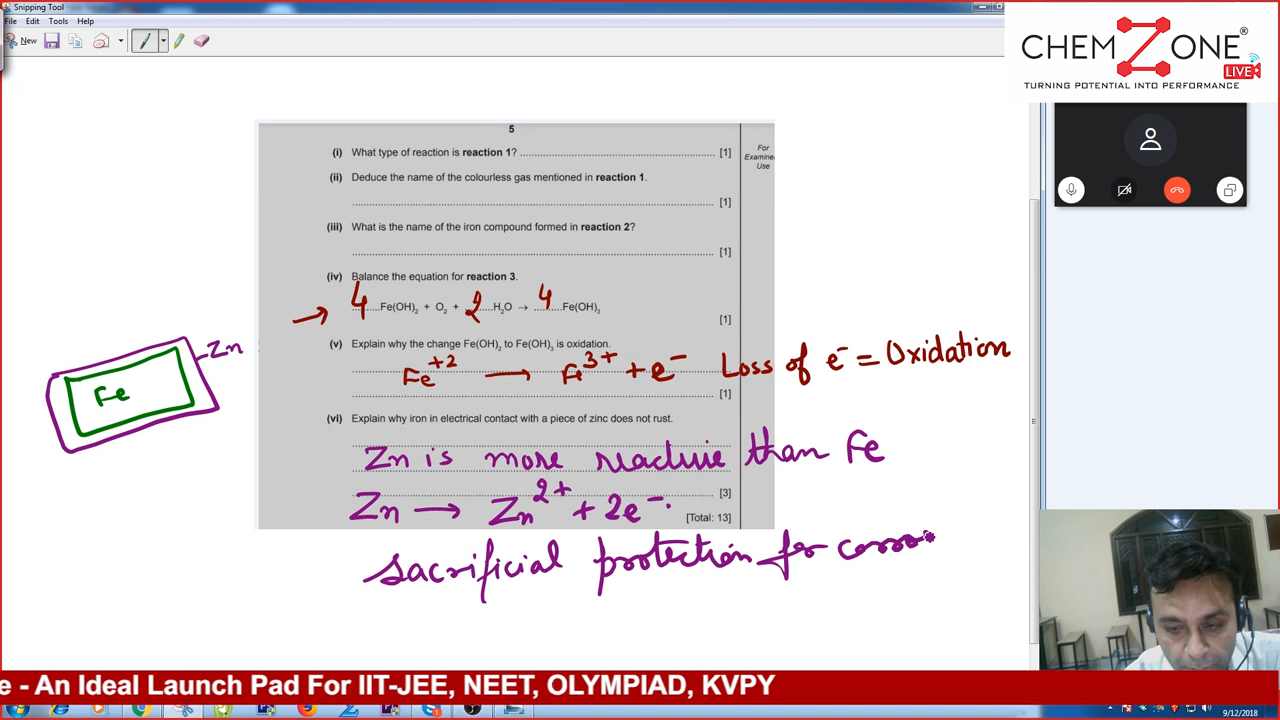 Snipping Tool
File Edit Tools Help
New
CHEMZONE®
LIVE
TURNING POTENTIAL INTO PERFORMANCE
5
For
Examiner
Use
(i) What type of reaction is reaction 1? [1]
(ii) Deduce the name of the colourless gas mentioned in reaction 1.
[1]
(iii) What is the name of the iron compound formed in reaction 2?
[1]
(iv) Balance the equation for reaction 3.
→ 4 Fe(OH)₂ + O₂ + 2 H₂O → 4 Fe(OH)₃
[1]
(v) Explain why the change Fe(OH)₂ to Fe(OH)₃ is oxidation.
Fe⁺² → Fe³⁺ + e⁻ Loss of e⁻ = Oxidation
[1]
Zn
Fe
(vi) Explain why iron in electrical contact with a piece of zinc does not rust.
Zn is more reactive than Fe
[3]
Zn → Zn²⁺ + 2e⁻.
[Total: 13]
sacrificial protection for corro
e - An Ideal Launch Pad For IIT-JEE, NEET, OLYMPIAD, KVPY
9/12/2018